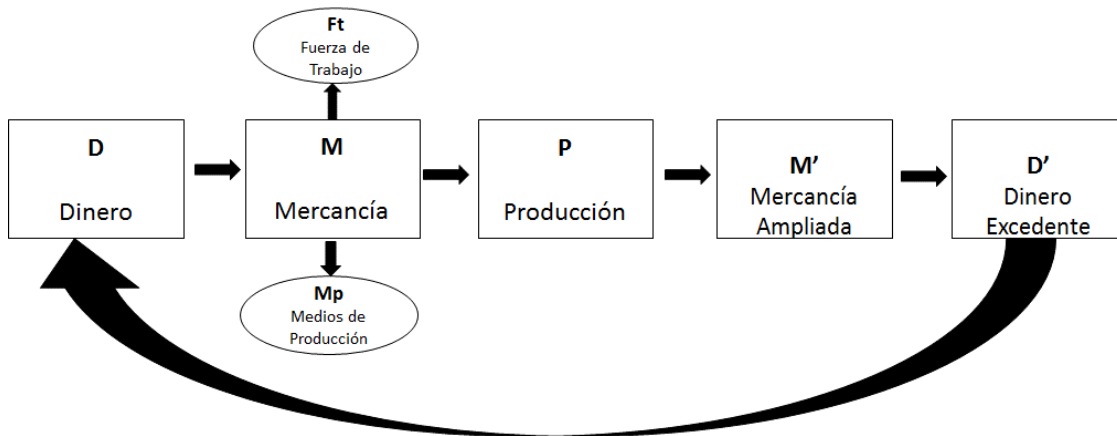 Ft
Fuerza de
Trabajo
D
Dinero
M
Mercancía
P
Producción
M’
Mercancía
Ampliada
D’
Dinero
Excedente
Mp
Medios de
Producción